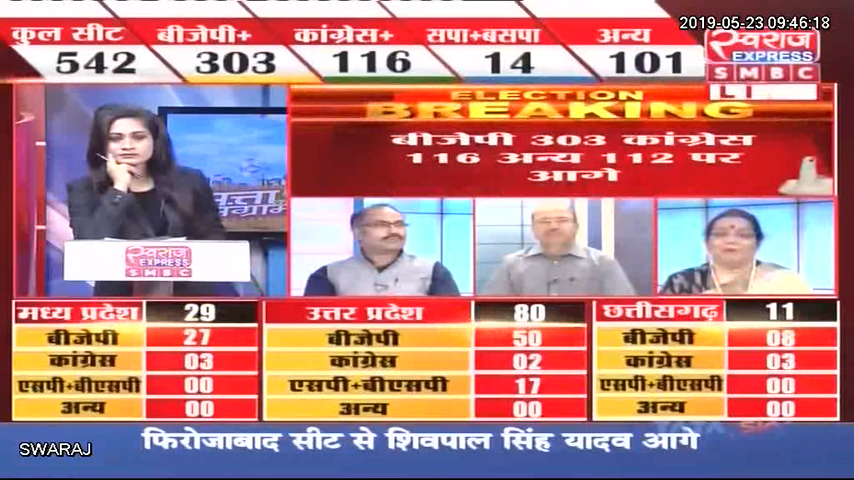 2019-05-23 09:46:18
कुल सीट बीजेपी+ कांग्रेस+ सपा+बसपा अन्य
542 303 116 14 101
स्वराज
EXPRESS
SMBC
ELECTION
BREAKING
बीजेपी 303 कांग्रेस
116 अन्य 112 पर
आगे
सत्ता
संग्राम
स्वराज
EXPRESS
SMBC
मध्य प्रदेश 29
बीजेपी 27
कांग्रेस 03
एसपी+बीएसपी 00
अन्य 00
उत्तर प्रदेश 80
बीजेपी 50
कांग्रेस 02
एसपी+बीएसपी 17
अन्य 00
छत्तीसगढ़ 11
बीजेपी 08
कांग्रेस 03
एसपी+बीएसपी 00
अन्य 00
फिरोजाबाद सीट से शिवपाल सिंह यादव आगे
SWARAJ